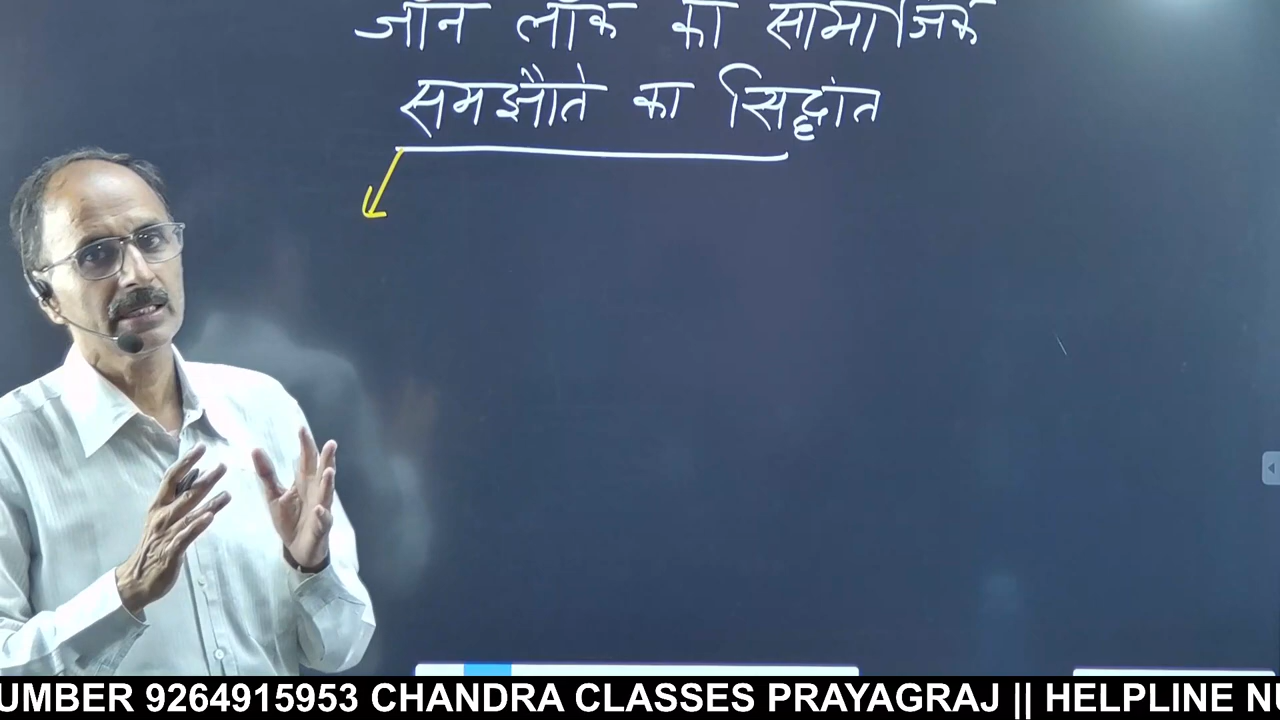 जॉन लॉक का सामाजिक
समझौते का सिद्धांत
UMBER 9264915953 CHANDRA CLASSES PRAYAGRAJ || HELPLINE NU